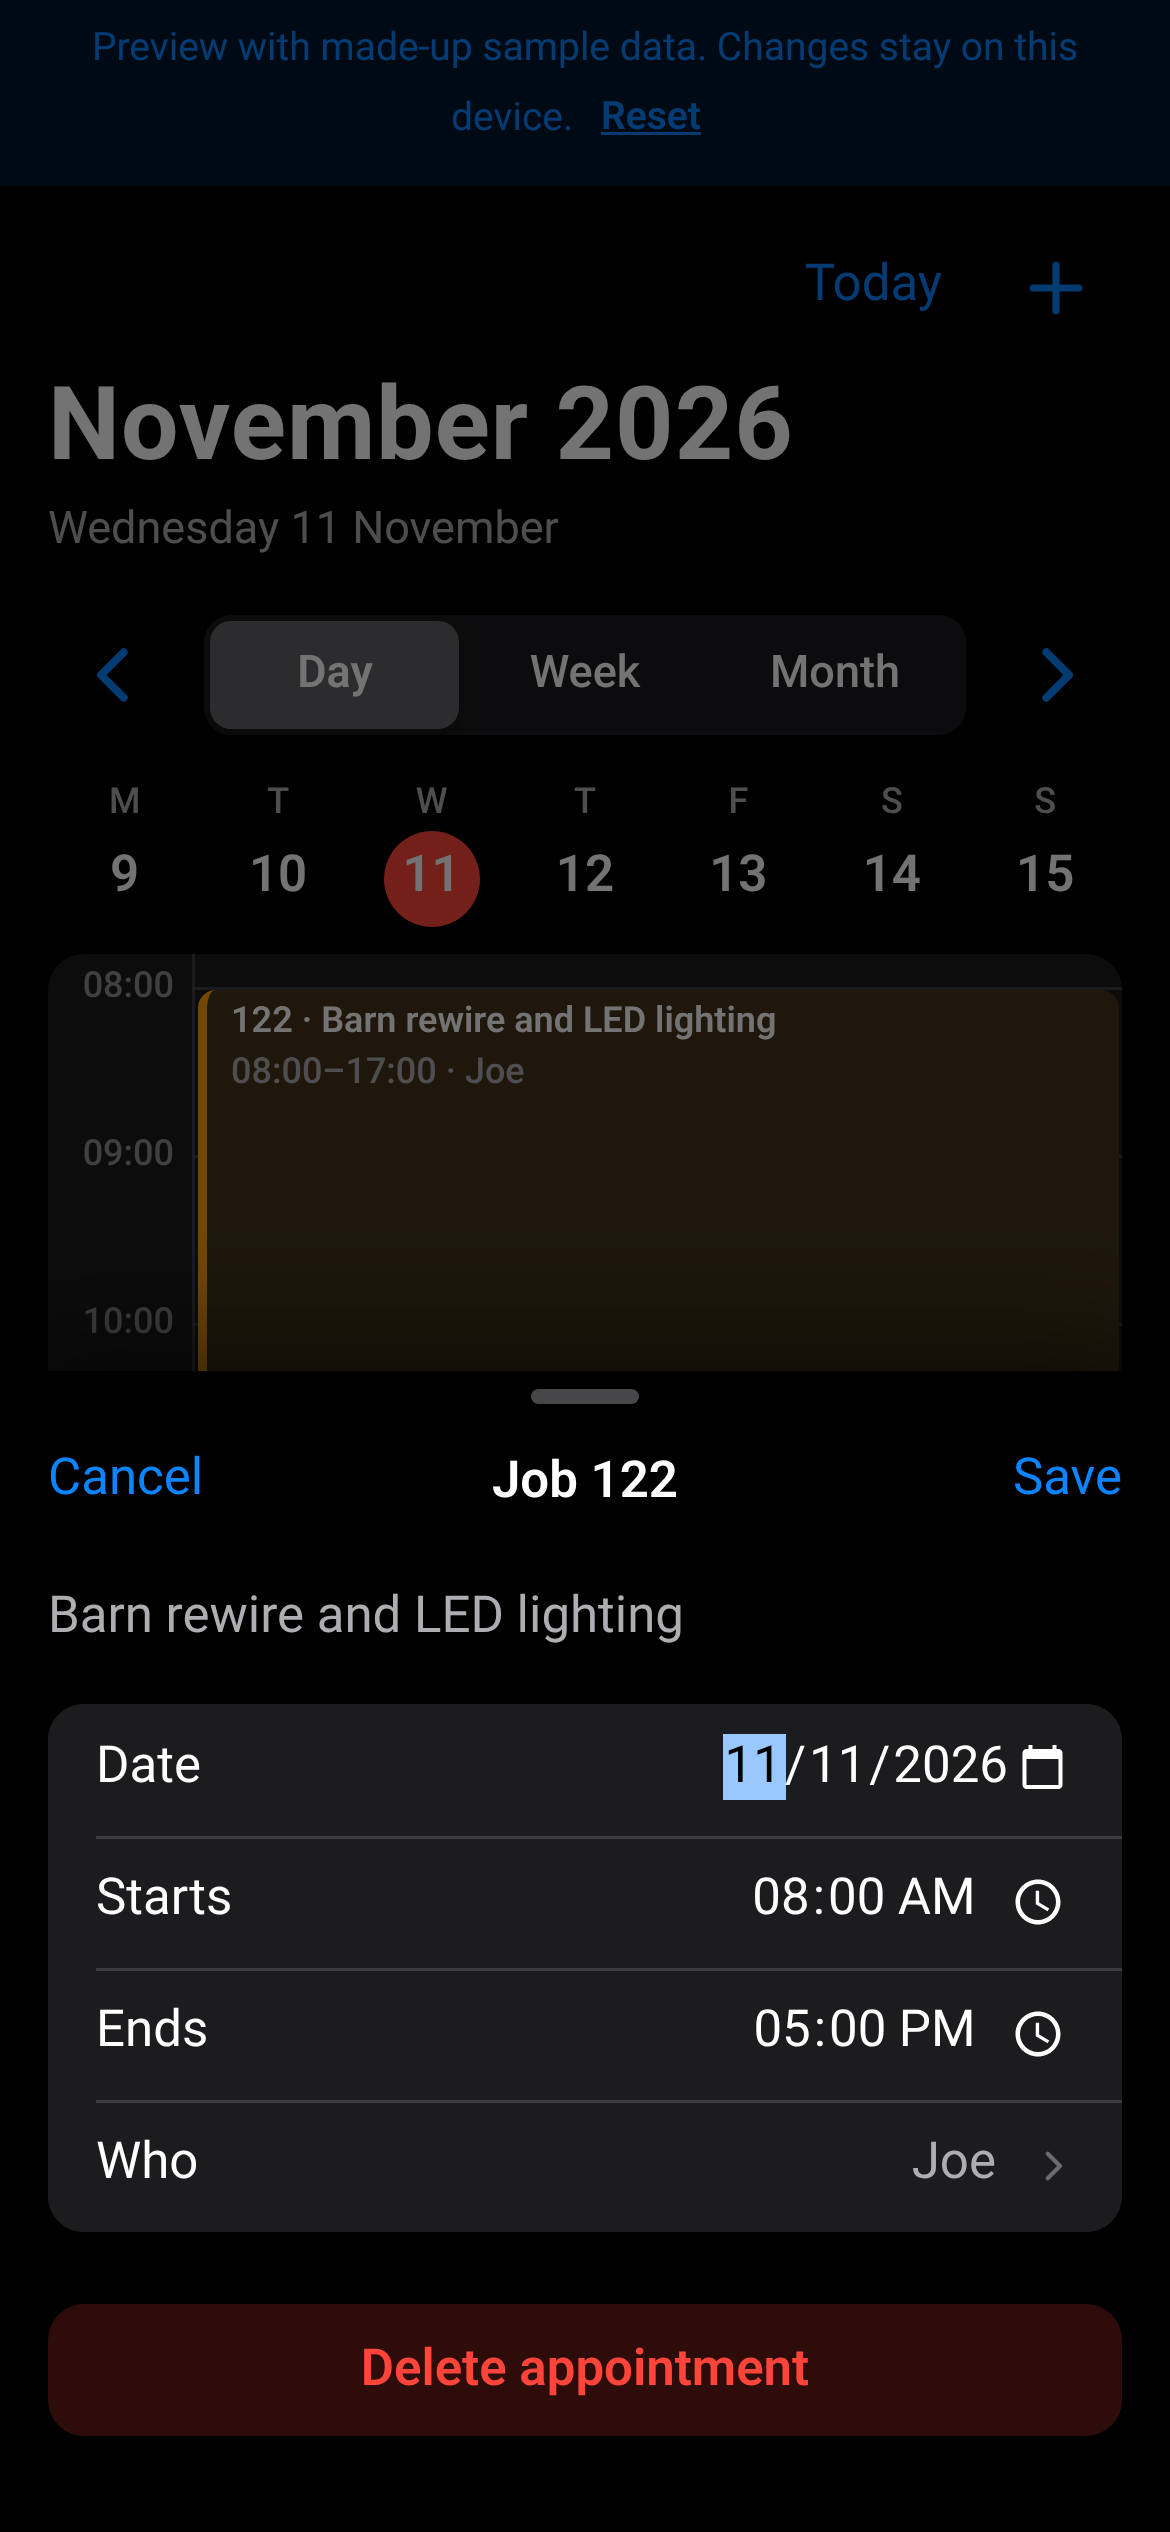 Preview with made-up sample data. Changes stay on this
device. Reset
Today
November 2026
Wednesday 11 November
Day Week Month
M T W T F S S
9 10 11 12 13 14 15
08:00
122 · Barn rewire and LED lighting
08:00–17:00 · Joe
09:00
10:00
Cancel Job 122 Save
Barn rewire and LED lighting
Date 11/11/2026
Starts 08:00 AM
Ends 05:00 PM
Who Joe
Delete appointment